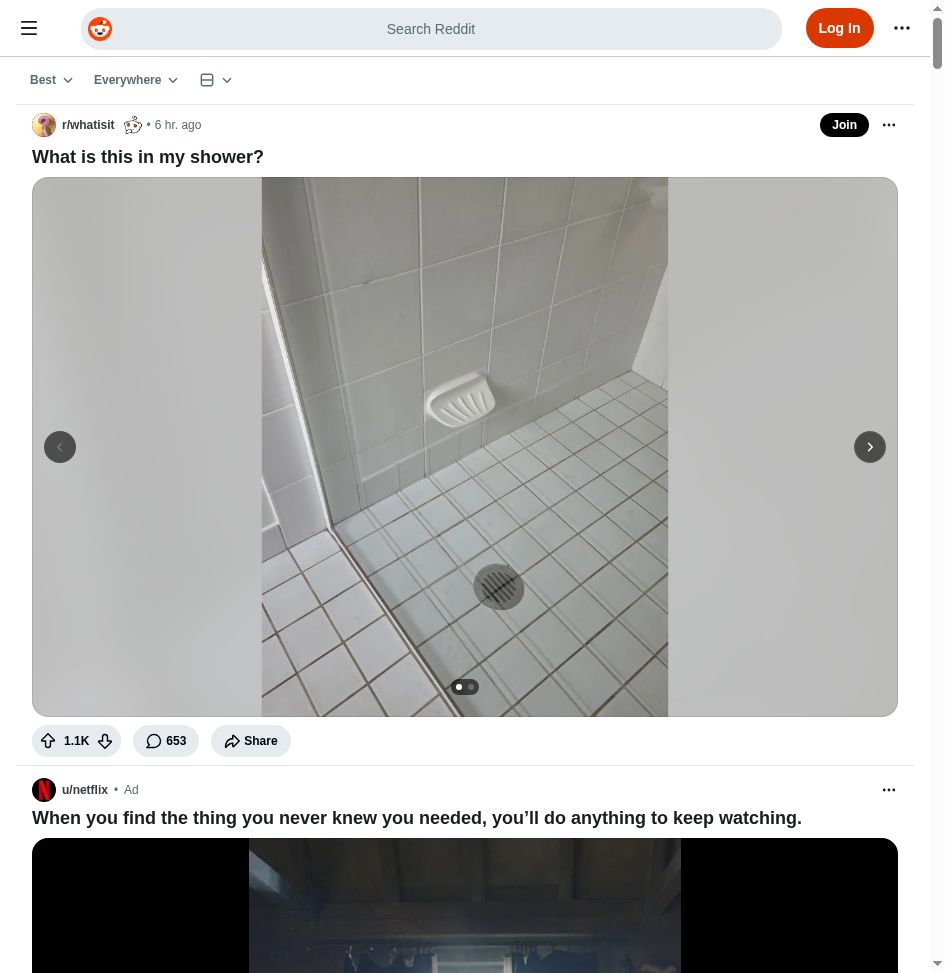 Search Reddit
Log In
Best
Everywhere
r/whatisit • 6 hr. ago
Join
What is this in my shower?
1.1K
653
Share
u/netflix • Ad
When you find the thing you never knew you needed, you’ll do anything to keep watching.